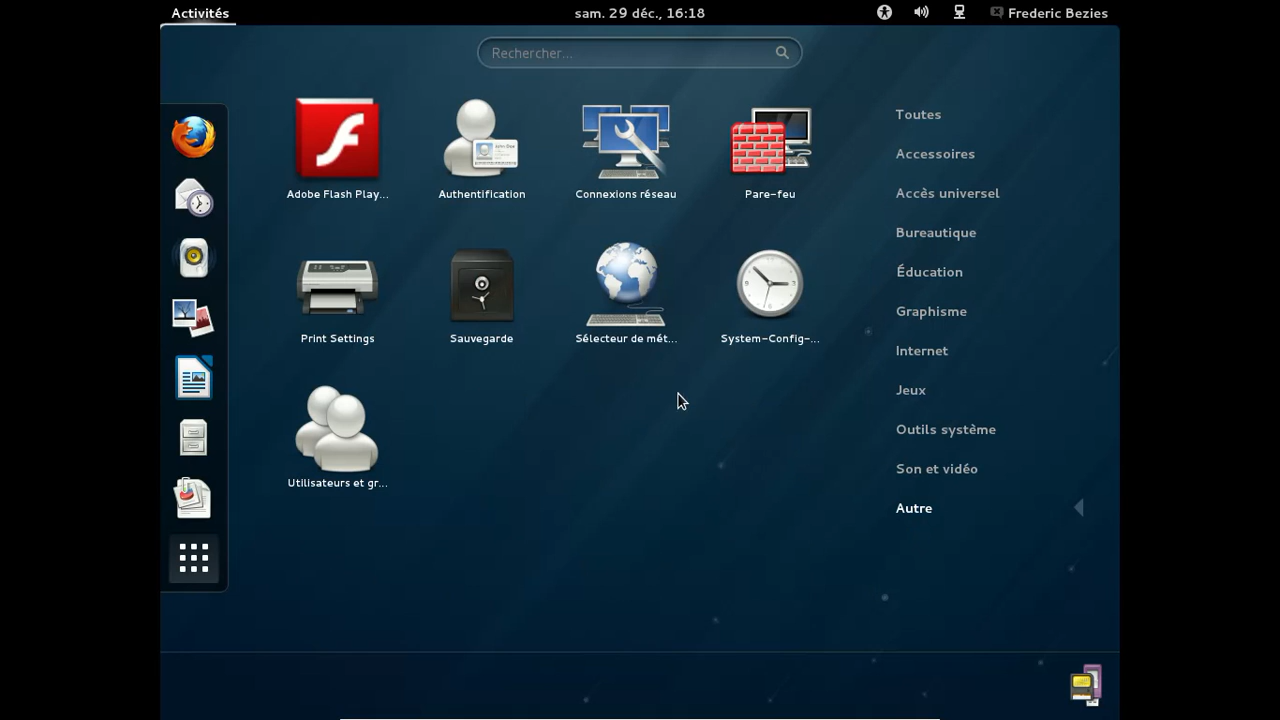 Activités
sam. 29 déc., 16:18
Frederic Bezies
Rechercher...
Adobe Flash Play...
Authentification
Connexions réseau
Pare-feu
Print Settings
Sauvegarde
Sélecteur de mét...
System-Config-...
Utilisateurs et gr...
Toutes
Accessoires
Accès universel
Bureautique
Éducation
Graphisme
Internet
Jeux
Outils système
Son et vidéo
Autre